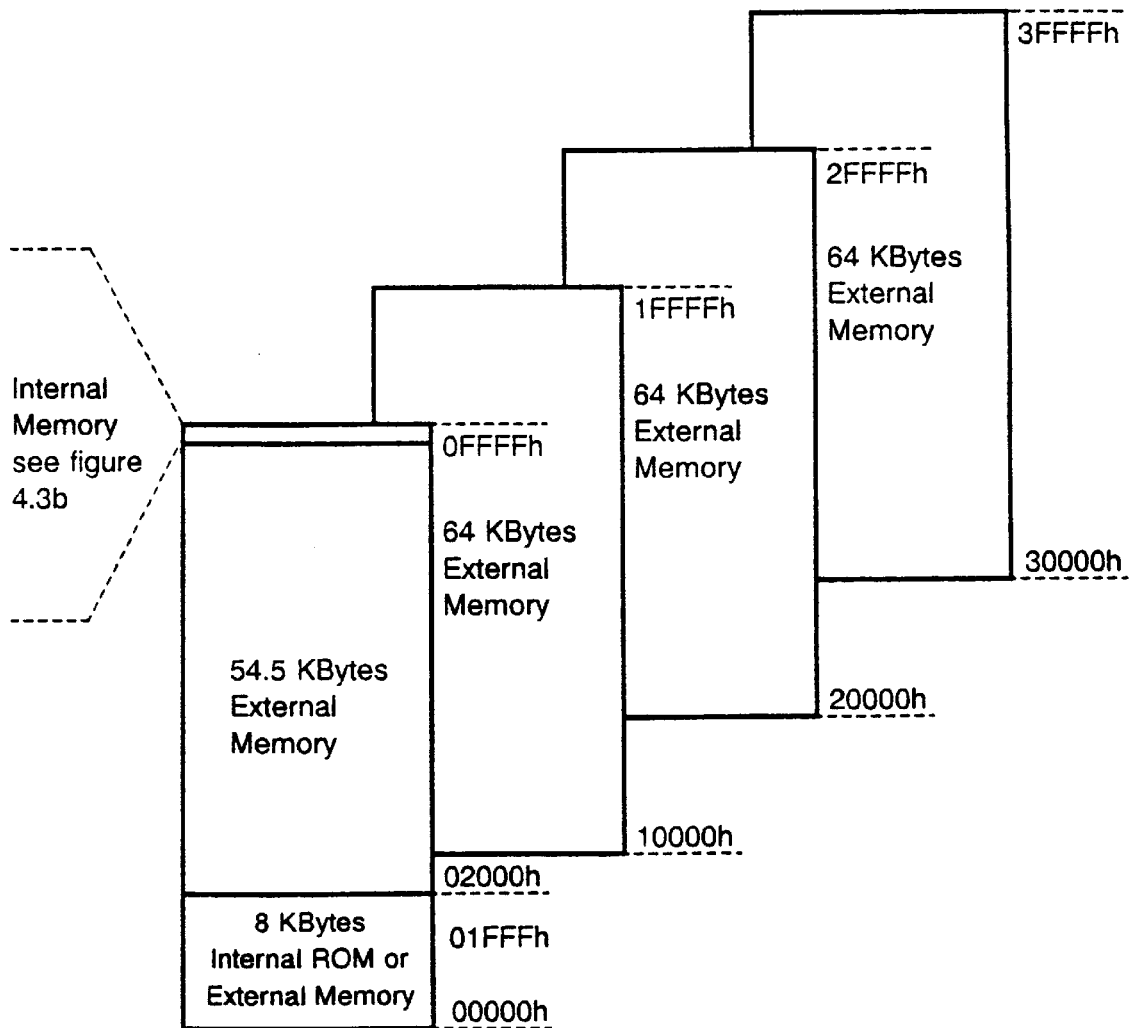 3FFFFh
2FFFFh
64 KBytes
External
Memory
1FFFFh
64 KBytes
External
Memory
Internal
Memory
see figure
4.3b
0FFFFh
64 KBytes
External
Memory
30000h
54.5 KBytes
External
Memory
20000h
10000h
02000h
8 KBytes
Internal ROM or
External Memory
01FFFh
00000h